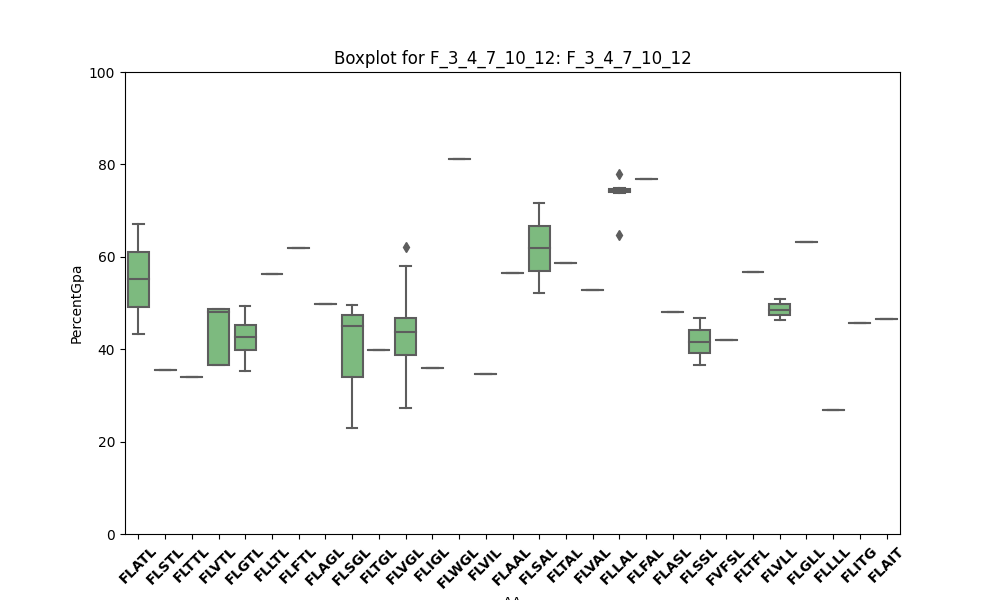 Boxplot for F_3_4_7_10_12: F_3_4_7_10_12
100
80
60
40
20
0
PercentGpa
FLATL
FLSTL
FLTTL
FLVTL
FLGTL
FLLTL
FLFTL
FLAGL
FLSGL
FLTGL
FLVGL
FLIGL
FLWGL
FLVIL
FLAAL
FLSAL
FLTAL
FLVAL
FLLAL
FLFAL
FLASL
FLSSL
FVFSL
FLTFL
FLVLL
FLGLL
FLLLL
FLITG
FLAIT